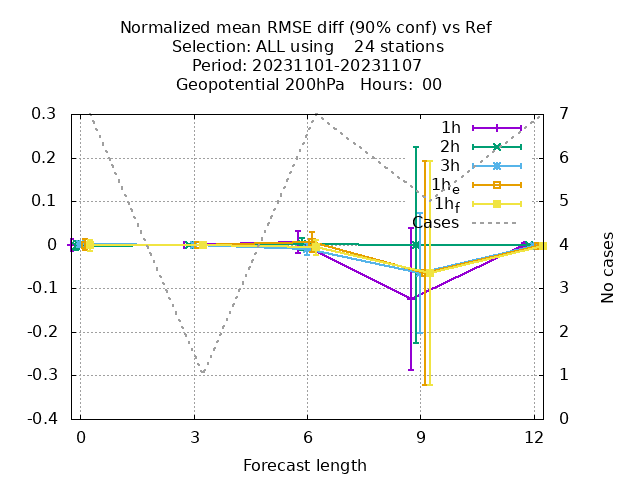 Normalized mean RMSE diff (90% conf) vs Ref
Selection: ALL using    24 stations
Period: 20231101-20231107
Geopotential 200hPa   Hours:  00
0.3
0.2
0.1
0
-0.1
-0.2
-0.3
-0.4
7
6
5
4
3
2
1
0
1h
2h
3h
1he
1hf
Cases
No cases
0 3 6 9 12
Forecast length